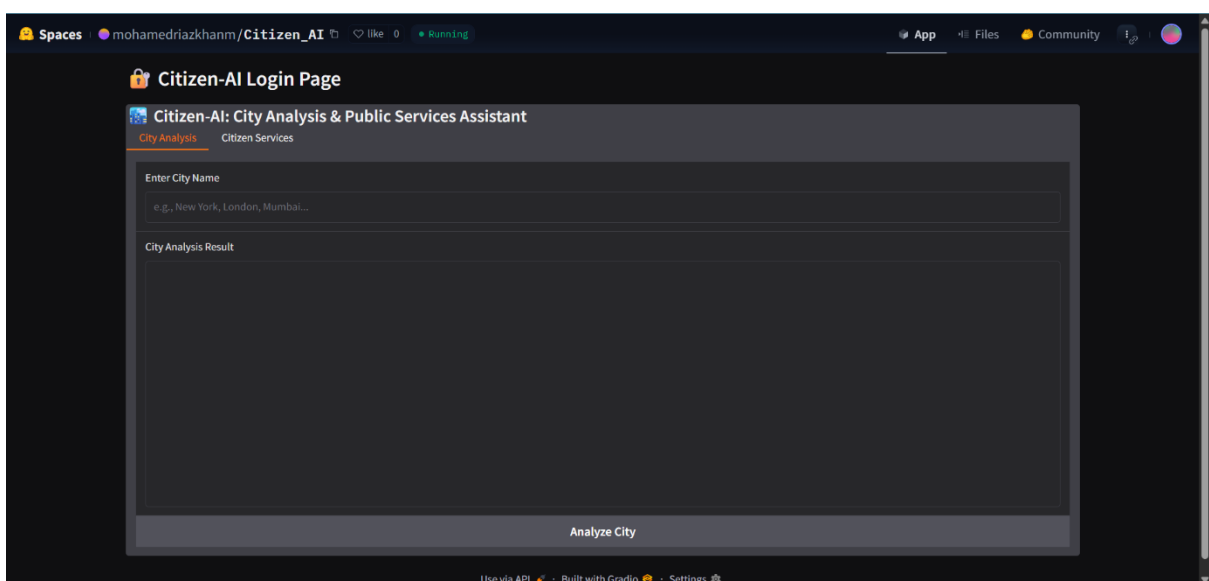 Spaces mohamedriazkhanm/Citizen_AI like 0 Running App Files Community
Citizen-AI Login Page
Citizen-AI: City Analysis & Public Services Assistant
City Analysis Citizen Services
Enter City Name
e.g., New York, London, Mumbai...
City Analysis Result
Analyze City
Use via API · Built with Gradio · Settings